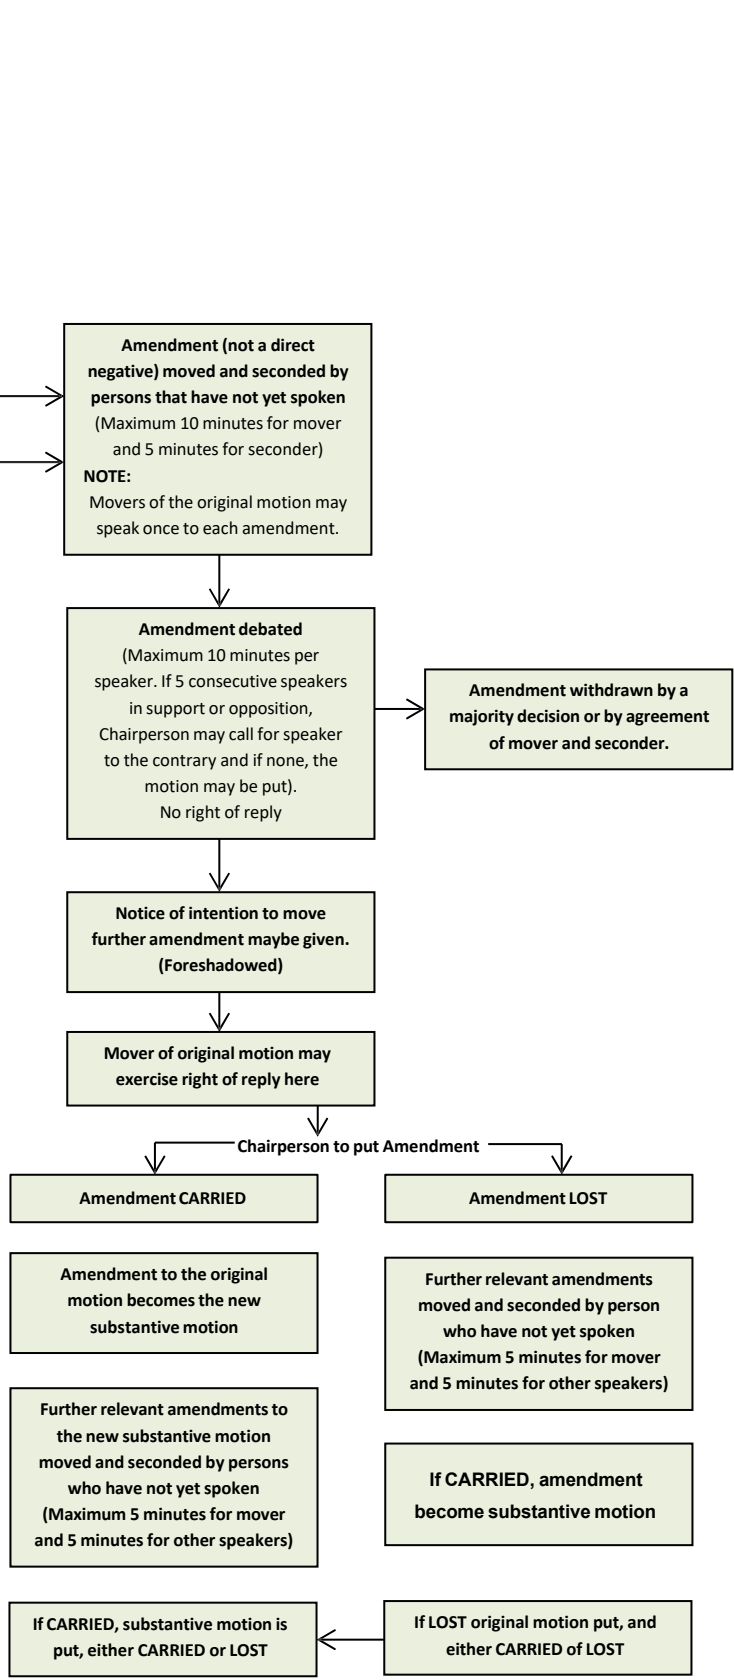 Amendment (not a direct
negative) moved and seconded by
persons that have not yet spoken
(Maximum 10 minutes for mover
and 5 minutes for seconder)
NOTE:
Movers of the original motion may
speak once to each amendment.
Amendment debated
(Maximum 10 minutes per
speaker. If 5 consecutive speakers
in support or opposition,
Chairperson may call for speaker
to the contrary and if none, the
motion may be put).
No right of reply
Amendment withdrawn by a
majority decision or by agreement
of mover and seconder.
Notice of intention to move
further amendment maybe given.
(Foreshadowed)
Mover of original motion may
exercise right of reply here
Chairperson to put Amendment
Amendment CARRIED
Amendment to the original
motion becomes the new
substantive motion
Further relevant amendments to
the new substantive motion
moved and seconded by persons
who have not yet spoken
(Maximum 5 minutes for mover
and 5 minutes for other speakers)
If CARRIED, substantive motion is
put, either CARRIED or LOST
Amendment LOST
Further relevant amendments
moved and seconded by person
who have not yet spoken
(Maximum 5 minutes for mover
and 5 minutes for other speakers)
If CARRIED, amendment
become substantive motion
If LOST original motion put, and
either CARRIED of LOST